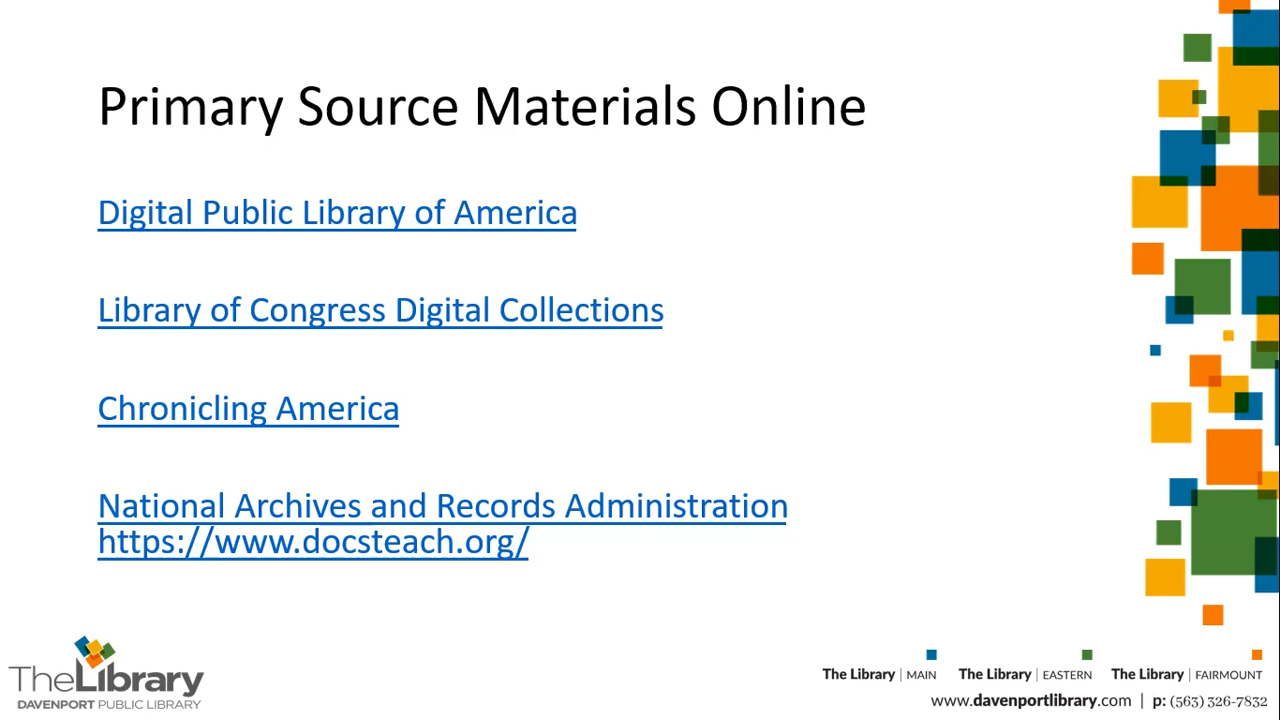 Primary Source Materials Online
Digital Public Library of America
Library of Congress Digital Collections
Chronicling America
National Archives and Records Administration
https://www.docsteach.org/
TheLibrary
DAVENPORT PUBLIC LIBRARY
The Library | MAIN The Library | EASTERN The Library | FAIRMOUNT
www.davenportlibrary.com | p: (563) 326-7832